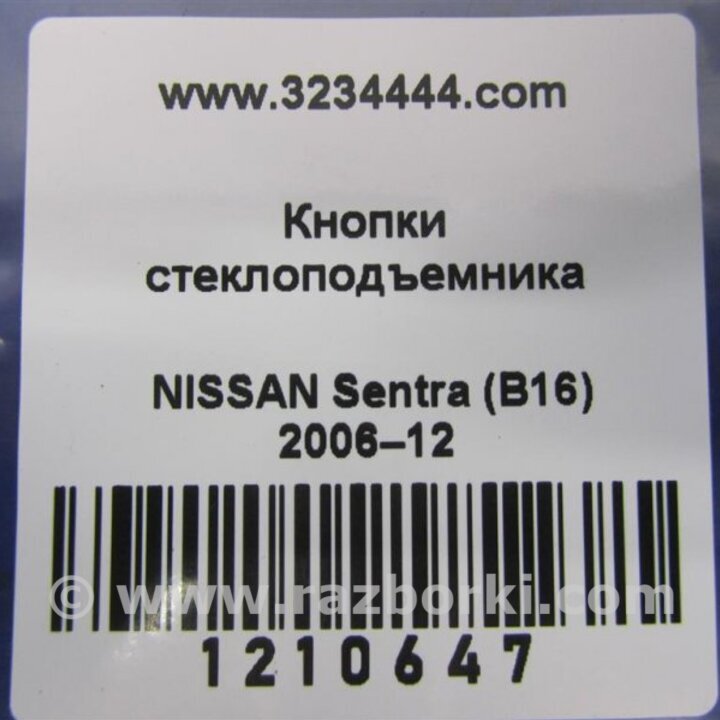 www.3234444.com
Кнопки
стеклоподъемника
NISSAN Sentra (B16)
2006–12
© www.razborki.com
1210647